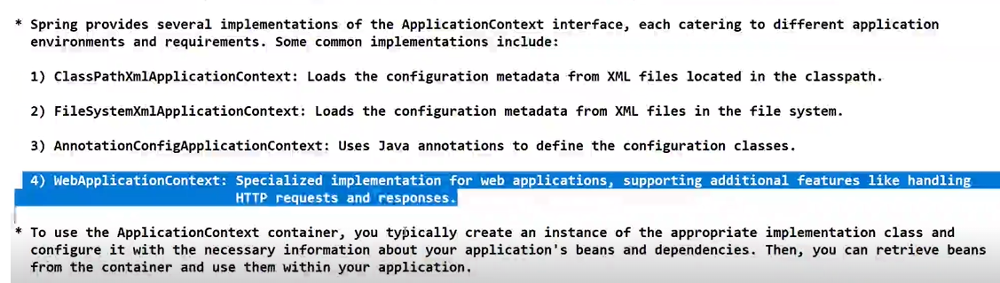 * Spring provides several implementations of the ApplicationContext interface, each catering to different application
environments and requirements. Some common implementations include:
1) ClassPathXmlApplicationContext: Loads the configuration metadata from XML files located in the classpath.
2) FileSystemXmlApplicationContext: Loads the configuration metadata from XML files in the file system.
3) AnnotationConfigApplicationContext: Uses Java annotations to define the configuration classes.
4) WebApplicationContext: Specialized implementation for web applications, supporting additional features like handling
HTTP requests and responses.
* To use the ApplicationContext container, you typically create an instance of the appropriate implementation class and
configure it with the necessary information about your application's beans and dependencies. Then, you can retrieve beans
from the container and use them within your application.